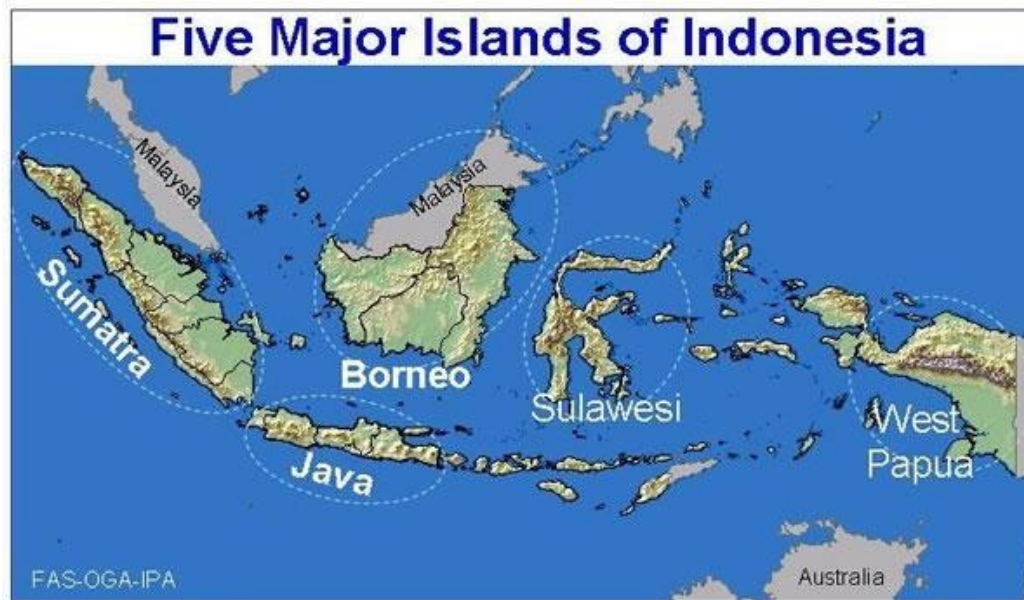 Five Major Islands of Indonesia
Malaysia
Malaysia
Sumatra
Borneo
Sulawesi
West
Papua
Java
Australia
FAS-OGA-IPA